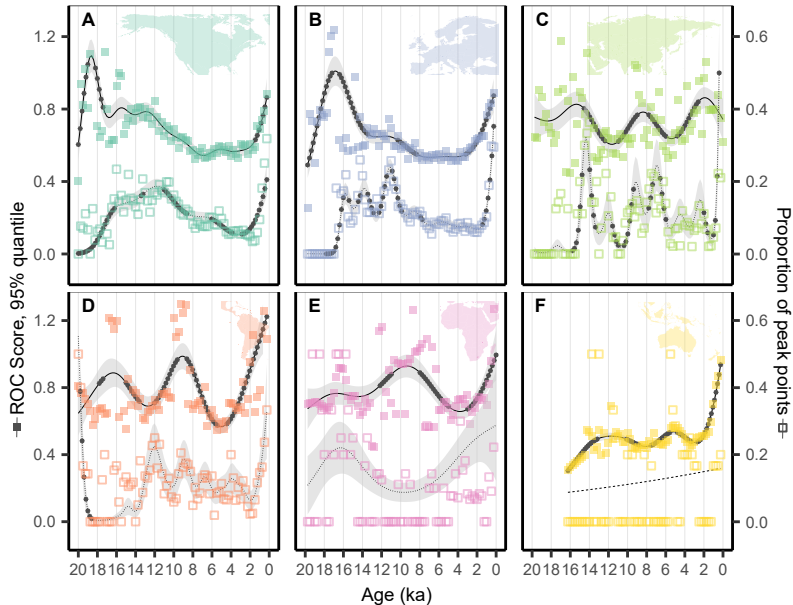 A
B
C
1.2
0.8
0.4
0.0
0.6
0.4
0.2
0.0
D
E
F
1.2
0.8
0.4
0.0
0.6
0.4
0.2
0.0
ROC Score, 95% quantile
Proportion of peak points
20 18 16 14 12 10 8 6 4 2 0
20 18 16 14 12 10 8 6 4 2 0
20 18 16 14 12 10 8 6 4 2 0
Age (ka)